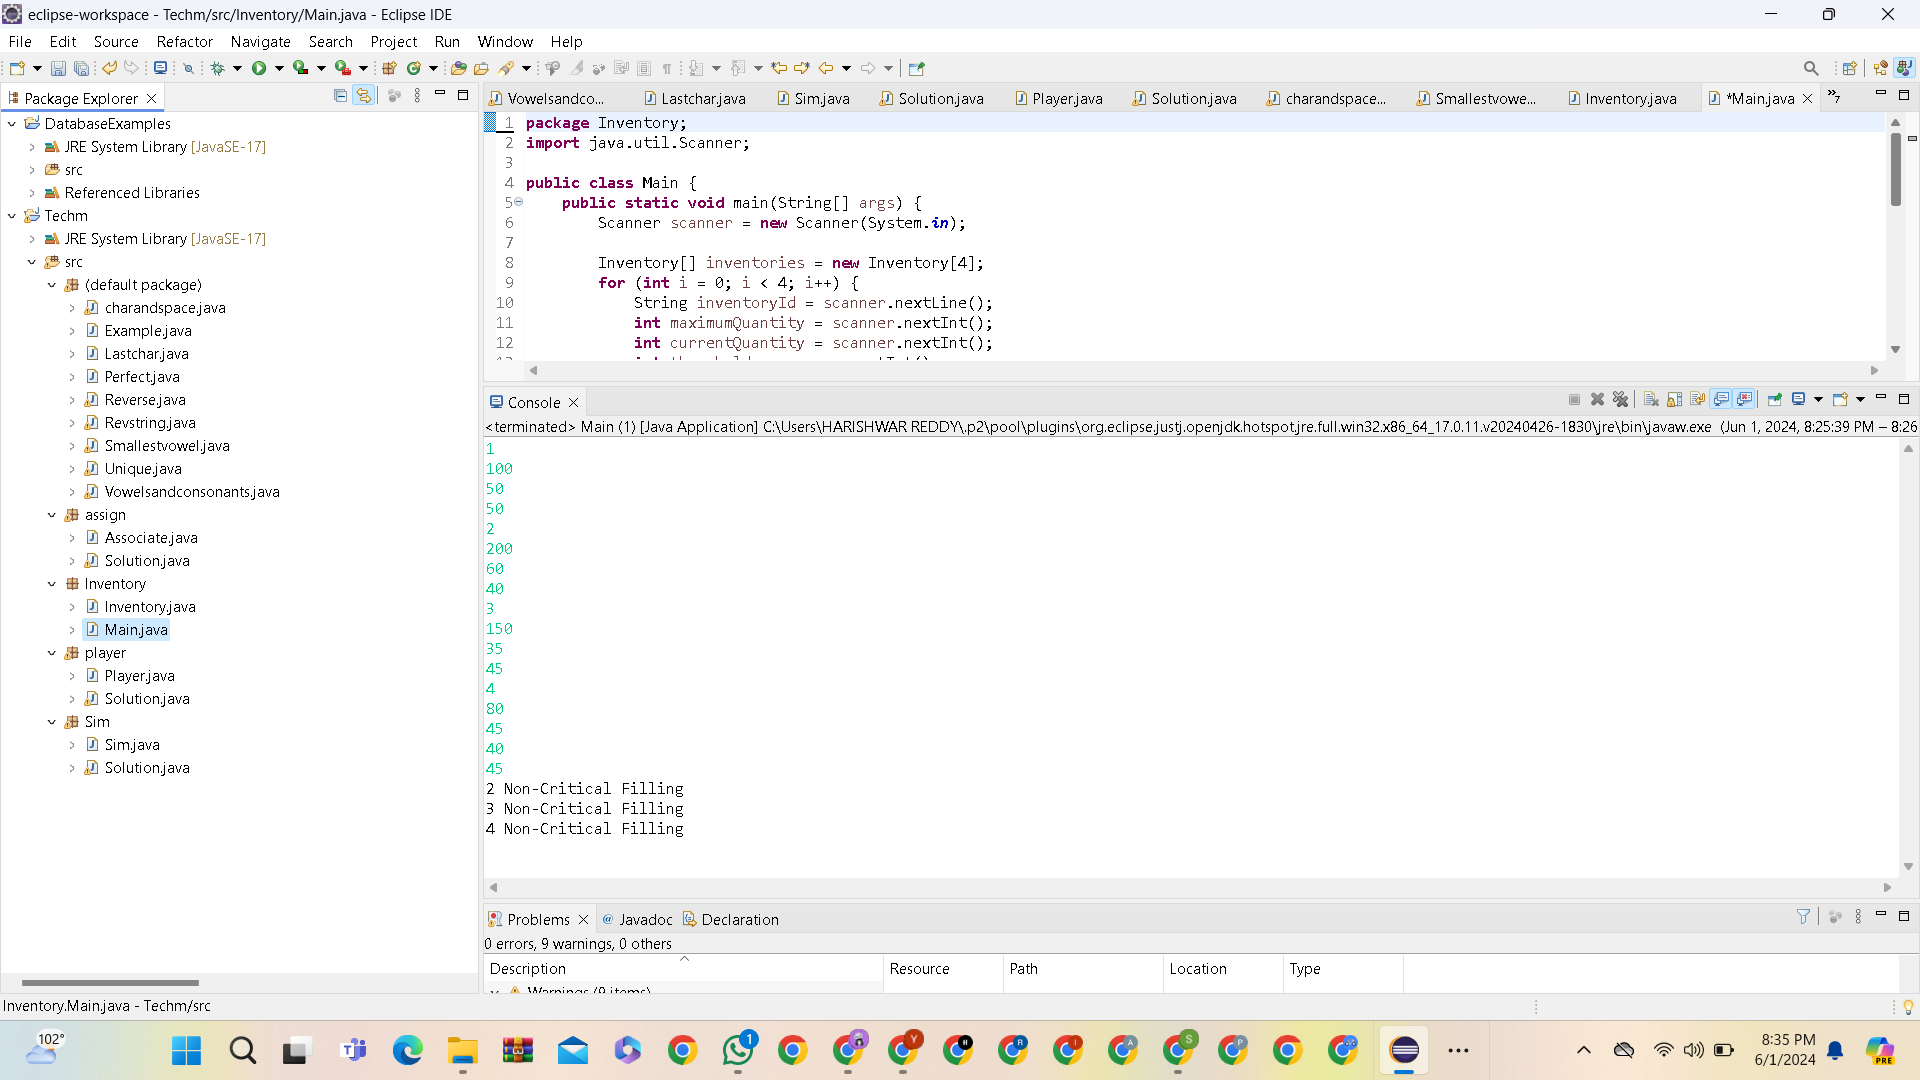 eclipse-workspace - Techm/src/Inventory/Main.java - Eclipse IDE
File Edit Source Refactor Navigate Search Project Run Window Help
Package Explorer
DatabaseExamples
JRE System Library [JavaSE-17]
src
Referenced Libraries
Techm
JRE System Library [JavaSE-17]
src
(default package)
charandspace.java
Example.java
Lastchar.java
Perfect.java
Reverse.java
Revstring.java
Smallestvowel.java
Unique.java
Vowelsandconsonants.java
assign
Associate.java
Solution.java
Inventory
Inventory.java
Main.java
player
Player.java
Solution.java
Sim
Sim.java
Solution.java
Vowelsandco... Lastchar.java Sim.java Solution.java Player.java Solution.java charandspace... Smallestvowe... Inventory.java *Main.java »7
1 package Inventory;
2 import java.util.Scanner;
3
4 public class Main {
5 public static void main(String[] args) {
6 Scanner scanner = new Scanner(System.in);
7
8 Inventory[] inventories = new Inventory[4];
9 for (int i = 0; i < 4; i++) {
10 String inventoryId = scanner.nextLine();
11 int maximumQuantity = scanner.nextInt();
12 int currentQuantity = scanner.nextInt();
Console
<terminated> Main (1) [Java Application] C:\Users\HARISHWAR REDDY\.p2\pool\plugins\org.eclipse.justj.openjdk.hotspot.jre.full.win32.x86_64_17.0.11.v20240426-1830\jre\bin\javaw.exe (Jun 1, 2024, 8:25:39 PM – 8:26
1
100
50
50
2
200
60
40
3
150
35
45
4
80
45
40
45
2 Non-Critical Filling
3 Non-Critical Filling
4 Non-Critical Filling
Problems @ Javadoc Declaration
0 errors, 9 warnings, 0 others
Description Resource Path Location Type
Warnings (9 items)
Inventory.Main.java - Techm/src
102°
1
Y
H
R
I
A
S
P
PRE
8:35 PM
6/1/2024